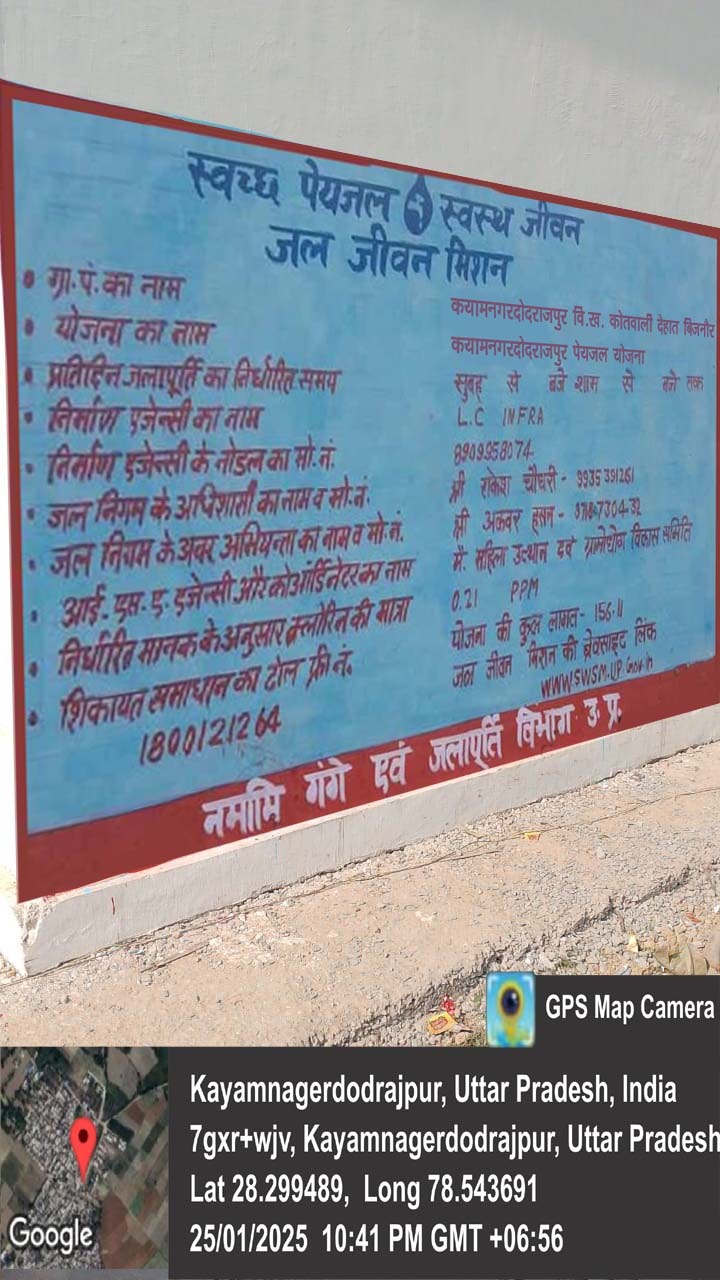 स्वच्छ पेयजल स्वस्थ जीवन
जल जीवन मिशन
• ग्रा.पं.का नाम
कयामनगरदोदराजपुर वि.ख. कोतवाली देहात बिजनौर
• योजना का नाम
कयामनगरदोदराजपुर पेयजल योजना
• प्रतिदिन जलापूर्ति का निर्धारित समय
सुबह से बजे शाम से बजे तक
• निर्माण एजेन्सी का नाम
L.C INFRA
• निर्माण एजेन्सी के नोडल का मो.नं.
8909958074
• जल निगम के अधिशासी का नाम व मो.नं.
श्री राकेश चौधरी - 9935391261
• जल निगम के अवर अभियन्ता का नाम व मो.नं.
श्री अकवर हसन -
• आई. एस. ए. एजेन्सी और कोऑर्डिनेटर का नाम
मै. महिला उत्थान एवं ग्रामोद्योग विकास समिति
• निर्धारित मानक के अनुसार क्लोरिन की मात्रा
0.21 PPM
• शिकायत समाधान का टोल फ्री नं.
1800121264
योजना की कुल लागत - 156.11
जल जीवन मिशन की वेवसाइट लिंक
WWW.SWSM.UP.Gov.in
नमामि गंगे एवं जलापूर्ति विभाग उ.प्र.
GPS Map Camera
Kayamnagerdodrajpur, Uttar Pradesh, India
7gxr+wjv, Kayamnagerdodrajpur, Uttar Pradesh
Lat 28.299489, Long 78.543691
25/01/2025 10:41 PM GMT +06:56
Google